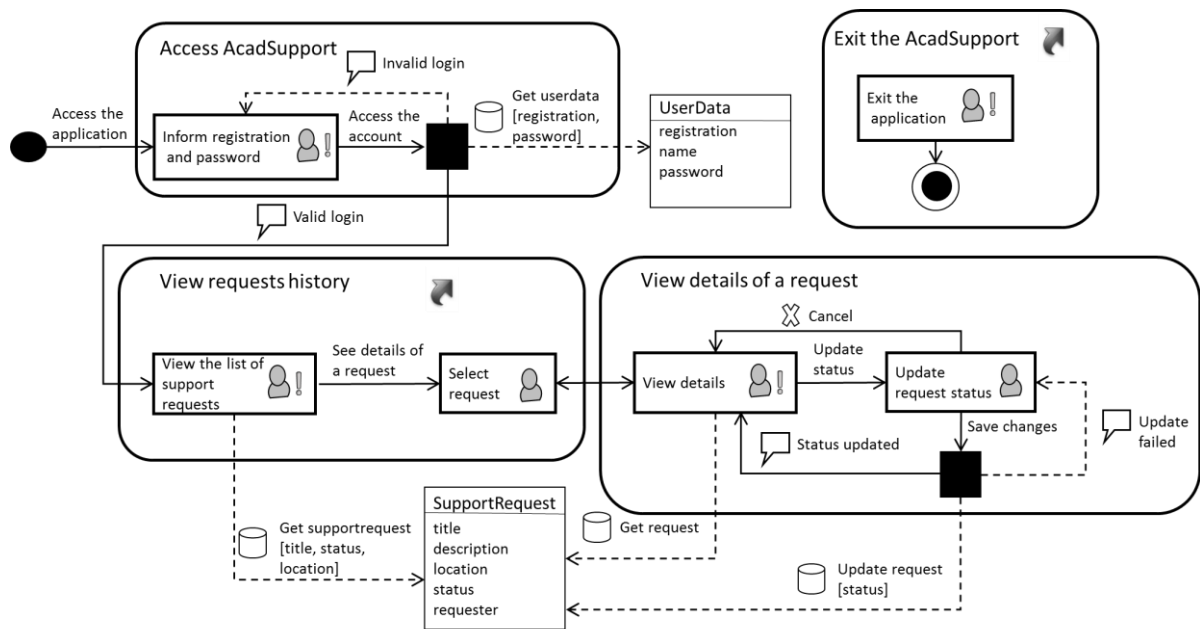 Access AcadSupport
Invalid login
Access the
application
Inform registration
and password
Access the
account
Get userdata
[registration,
password]
UserData
registration
name
password
Exit the AcadSupport
Exit the
application
Valid login
View requests history
View the list of
support
requests
See details of
a request
Select
request
View details of a request
Cancel
View details
Update
status
Update
request status
Save changes
Update
failed
Status updated
SupportRequest
title
description
location
status
requester
Get supportrequest
[title, status,
location]
Get request
Update request
[status]